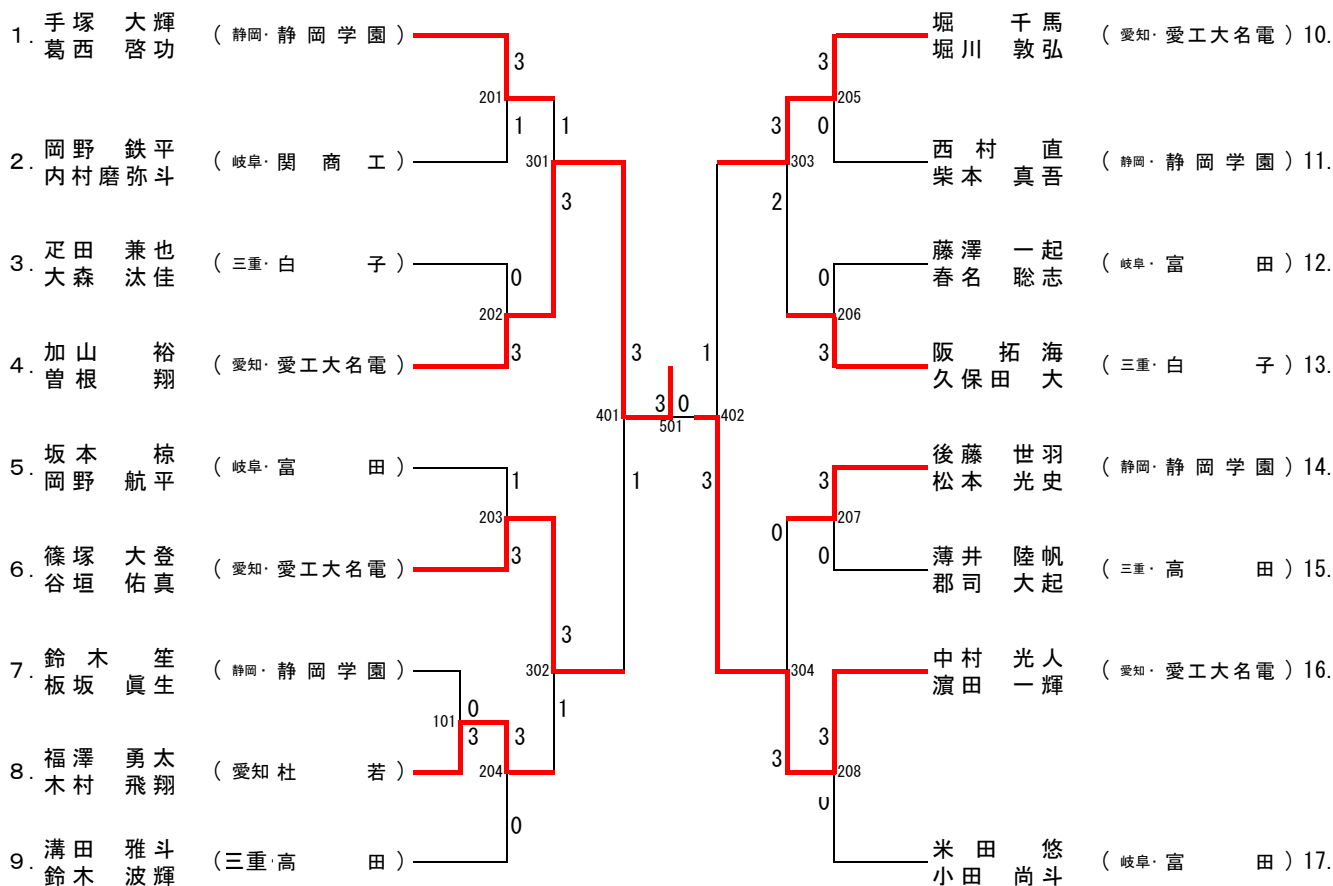 1. 手塚 大輝 葛西 啓功 (静岡・静岡学園)
2. 岡野 鉄平 内村磨弥斗 (岐阜・関商工)
3. 疋田 兼也 大森 汰佳 (三重・白子)
4. 加山 裕 曽根 翔 (愛知・愛工大名電)
5. 坂本 椋 岡野 航平 (岐阜・富田)
6. 篠塚 大登 谷垣 佑真 (愛知・愛工大名電)
7. 鈴木 笙 板坂 眞生 (静岡・静岡学園)
8. 福澤 勇太 木村 飛翔 (愛知 杜若)
9. 溝田 雅斗 鈴木 波輝 (三重・高田)
3
201
1
1
301
3
0
202
3
3
401
1
1
203
3
3
302
1
0
101
3
3
204
0
3 0
501
1
402
3
3
205
0
3
303
2
0
206
3
3
207
0
0
304
3
3
208
0
堀 千馬 堀川 敦弘 (愛知・愛工大名電) 10.
西村 直 柴本 真吾 (静岡・静岡学園) 11.
藤澤 一起 春名 聡志 (岐阜・富田) 12.
阪 拓海 久保田 大 (三重・白子) 13.
後藤 世羽 松本 光史 (静岡・静岡学園) 14.
薄井 陸帆 郡司 大起 (三重・高田) 15.
中村 光人 濵田 一輝 (愛知・愛工大名電) 16.
米田 悠 小田 尚斗 (岐阜・富田) 17.